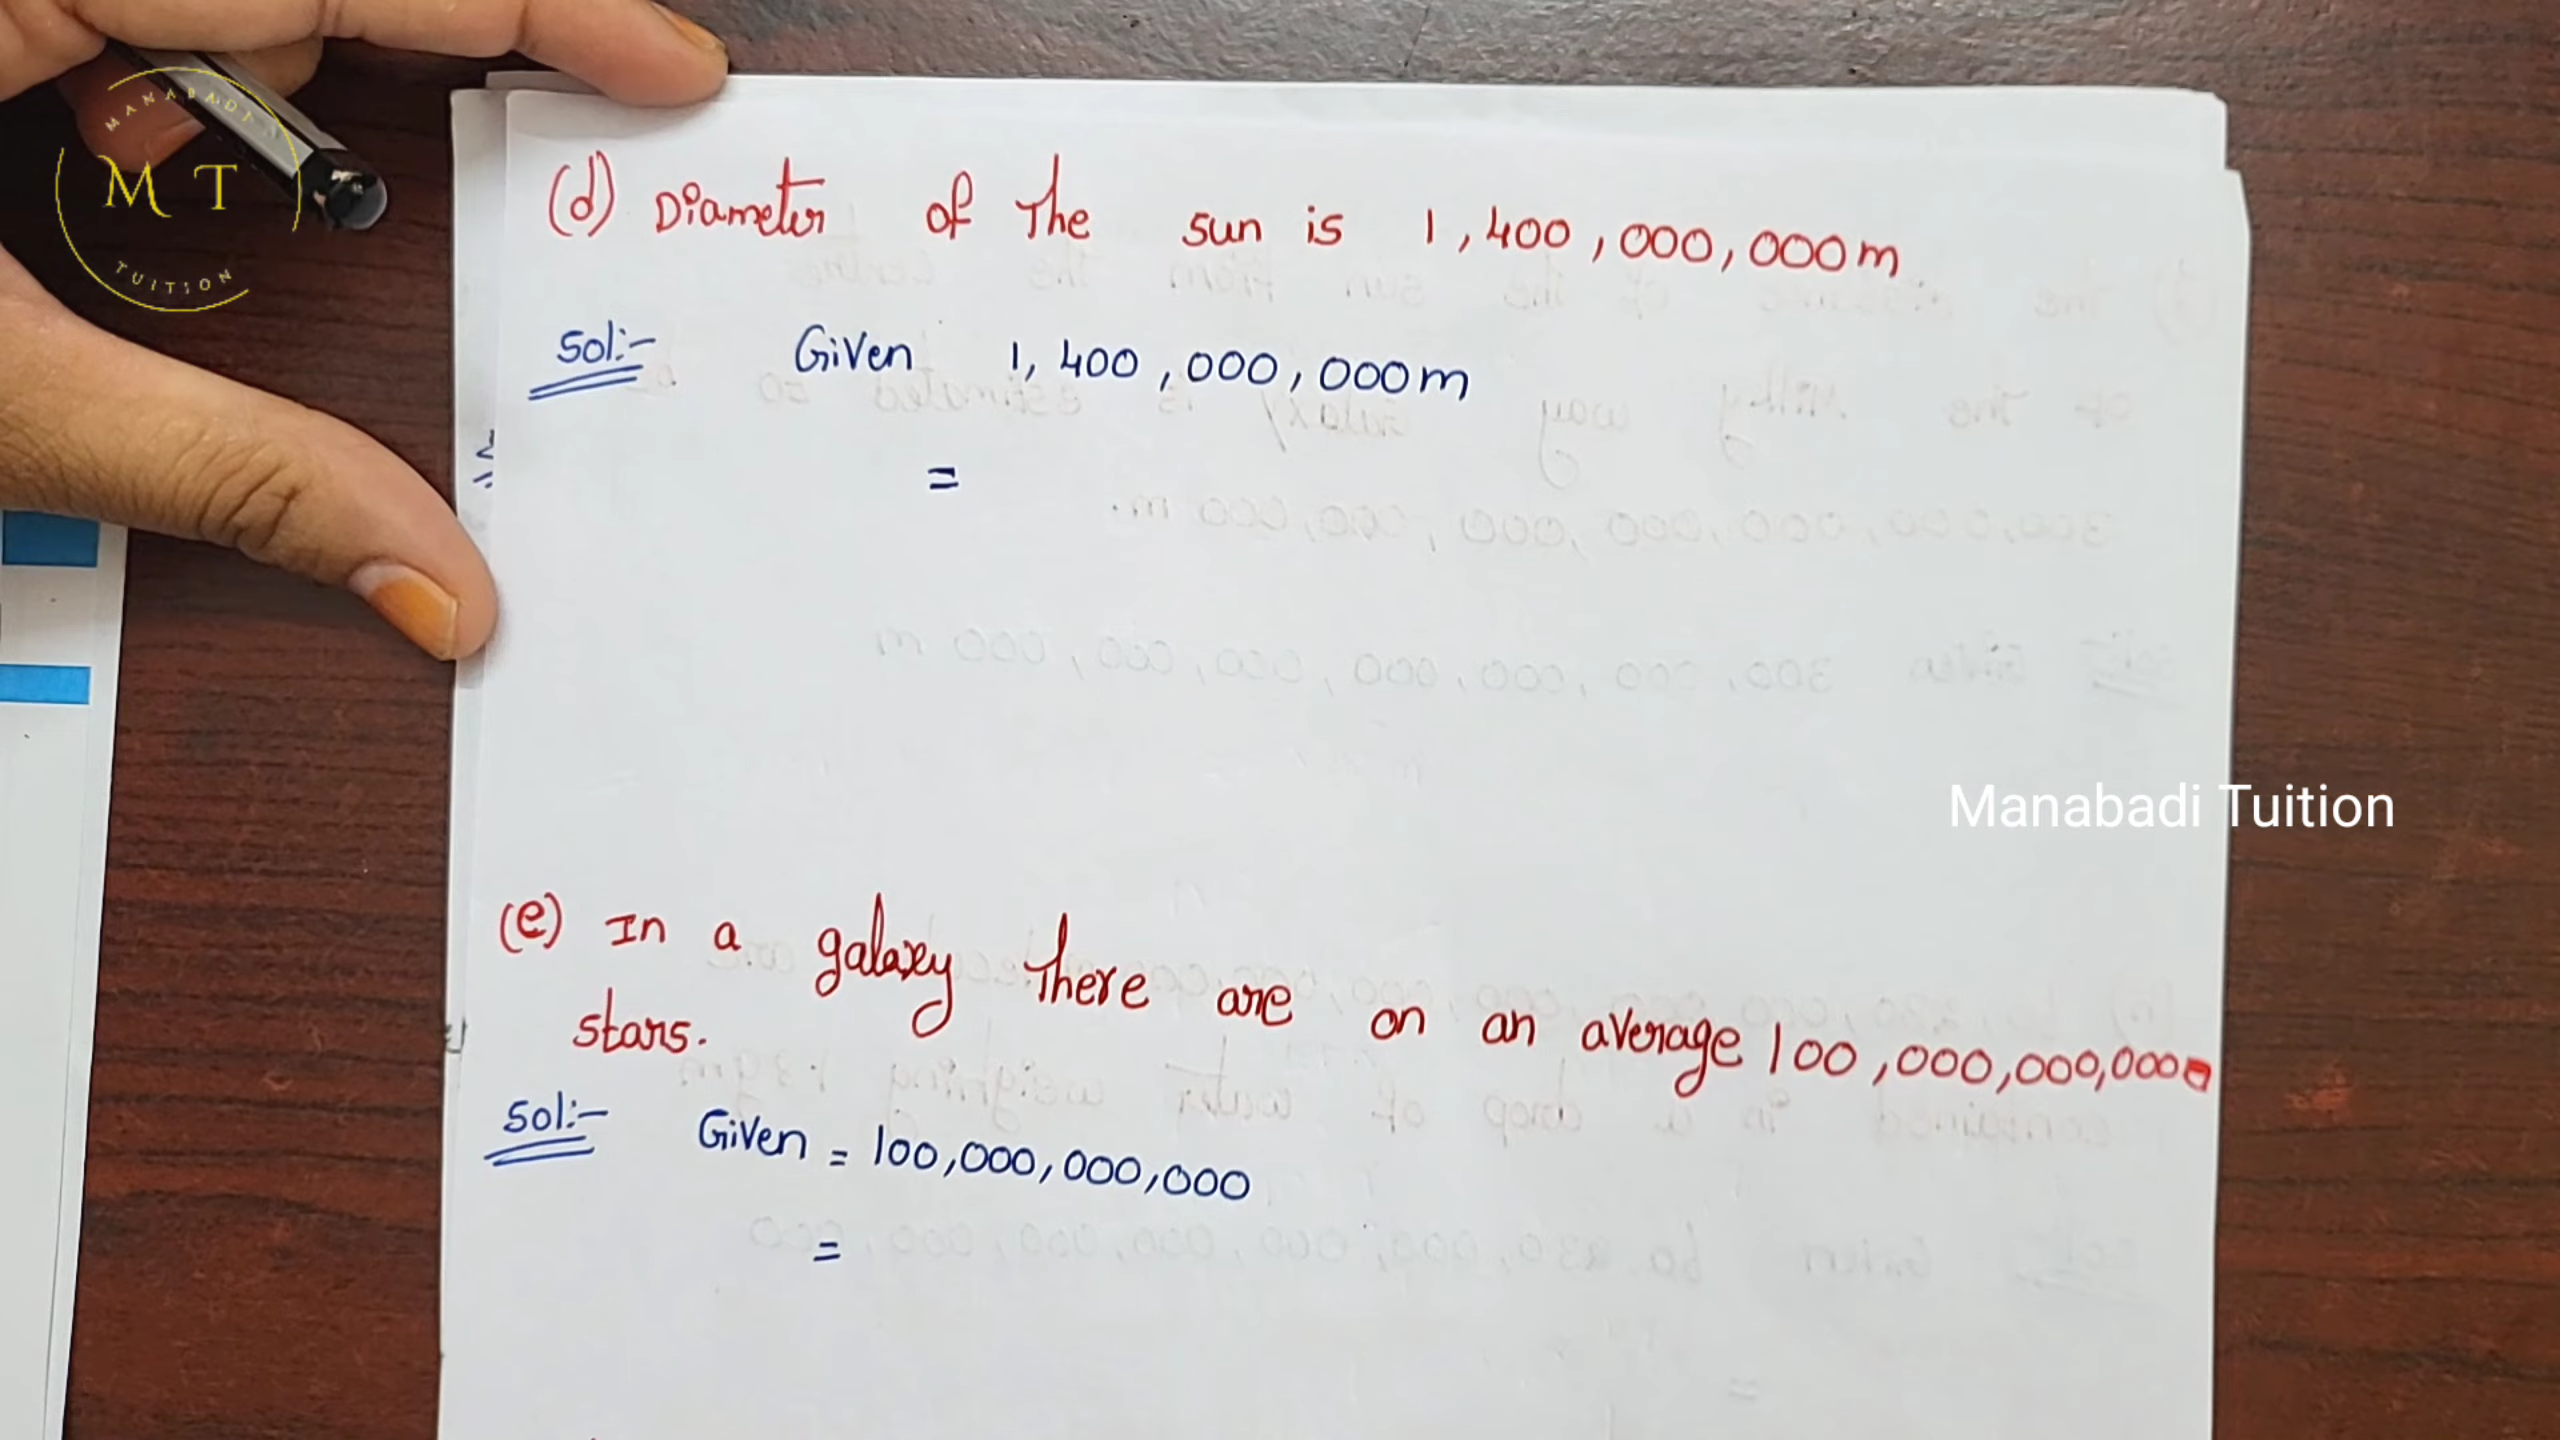 MANABADI
M T
TUITION
(d) Diameter of The sun is 1,400,000,000m
Sol:- Given 1,400,000,000m
=
Manabadi Tuition
(e) In a galaxy There are on an average 100,000,000,000
stars.
Sol:- Given = 100,000,000,000
=